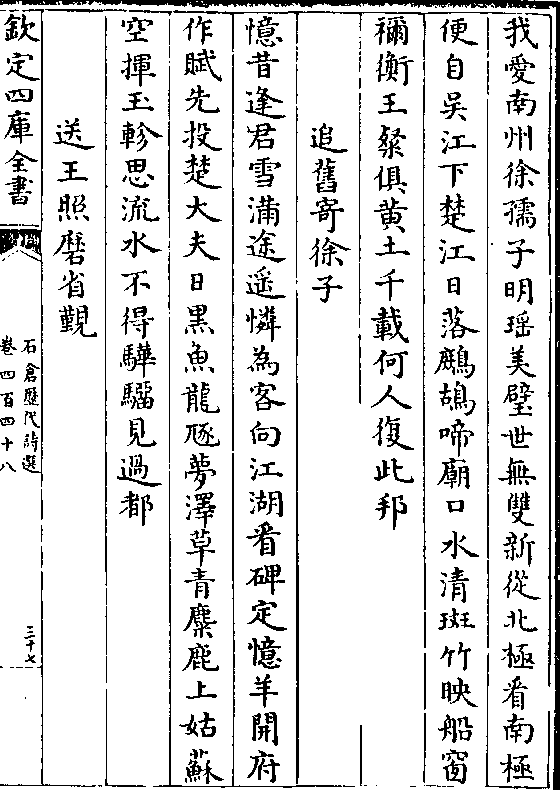 我愛南州徐孺子明瑶美璧世無雙新從北極看南極
便自吳江下楚江日落鷓鴣啼廟口水清斑竹映船窗
禰衡王粲俱黄土千載何人復此邦
追舊寄徐子
憶昔逢君雪滿途遥憐為客向江湖看碑定憶羊開府
作賦先投楚大夫日黒魚龍豗夢澤草青麋鹿上姑蘇
空揮玉軫思流水不得驊騮見過都
送王照磨省覲
欽定四庫全書
石倉歷代詩選
卷四百四十八
三十七